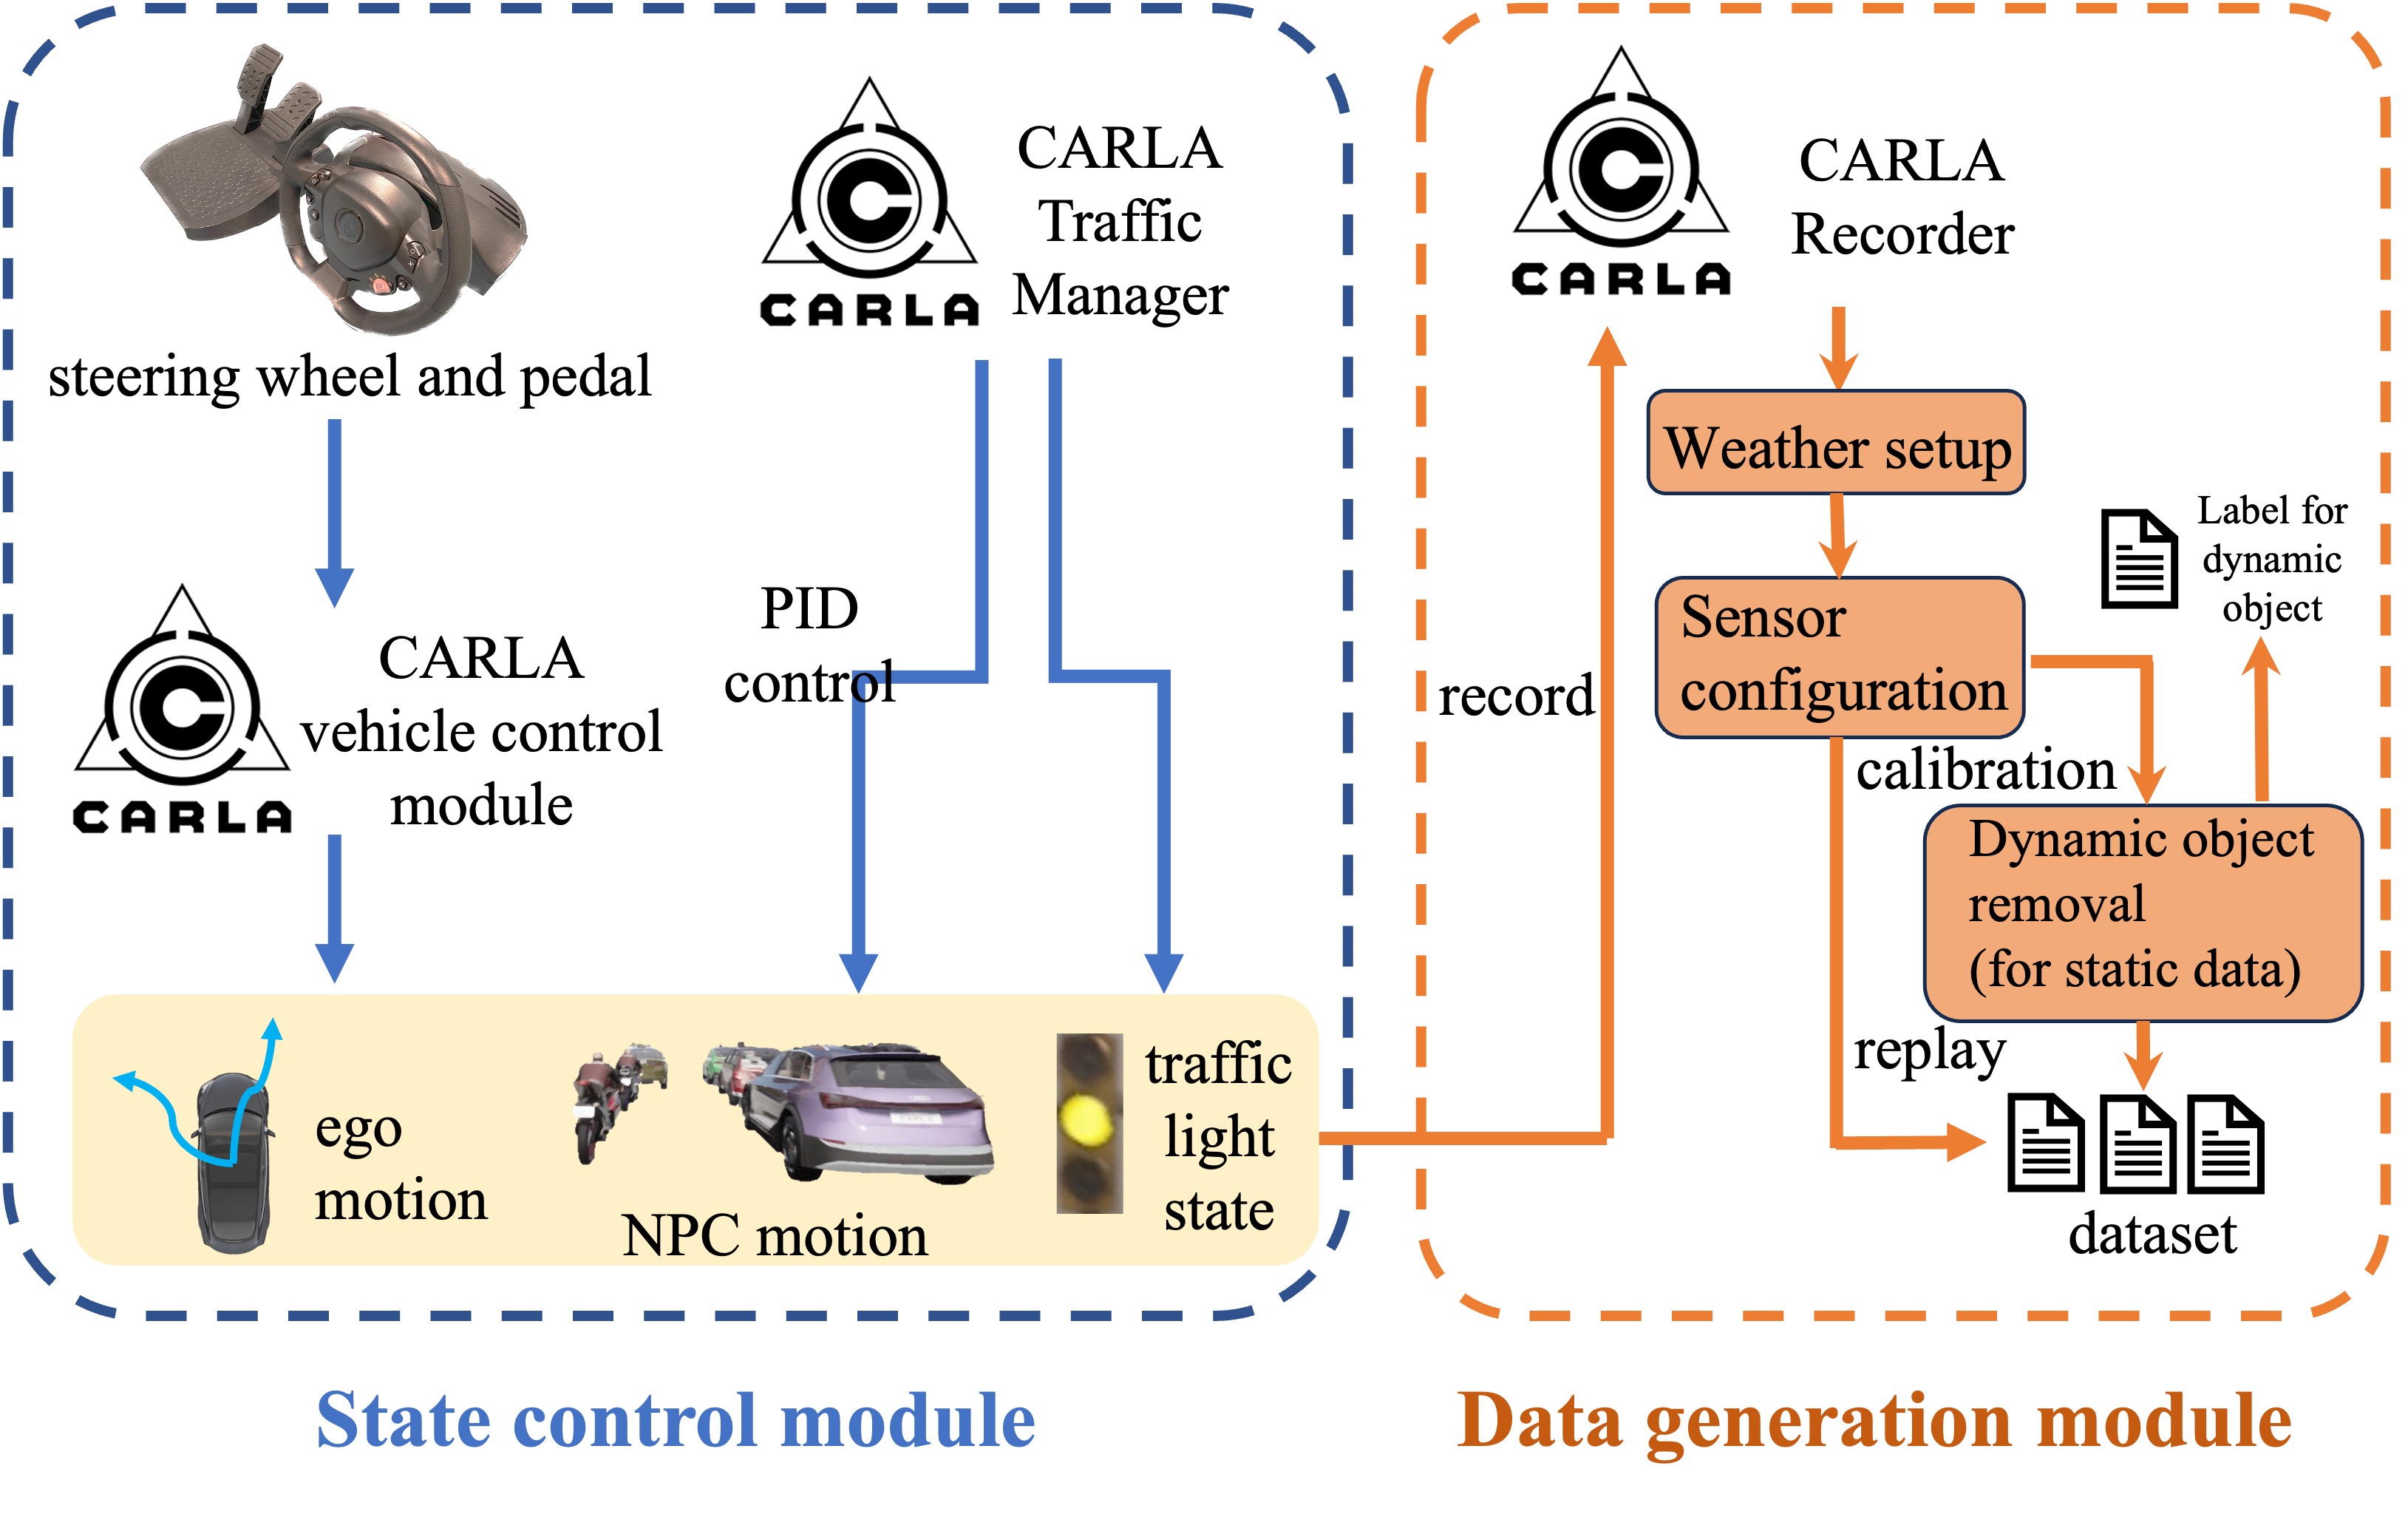 CARLA
CARLA
Traffic
Manager
steering wheel and pedal
PID
control
CARLA
CARLA
vehicle control
module
ego
motion
NPC motion
traffic
light
state
State control module
CARLA
CARLA
Recorder
record
Weather setup
Sensor
configuration
Label for
dynamic
object
calibration
Dynamic object
removal
(for static data)
replay
dataset
Data generation module